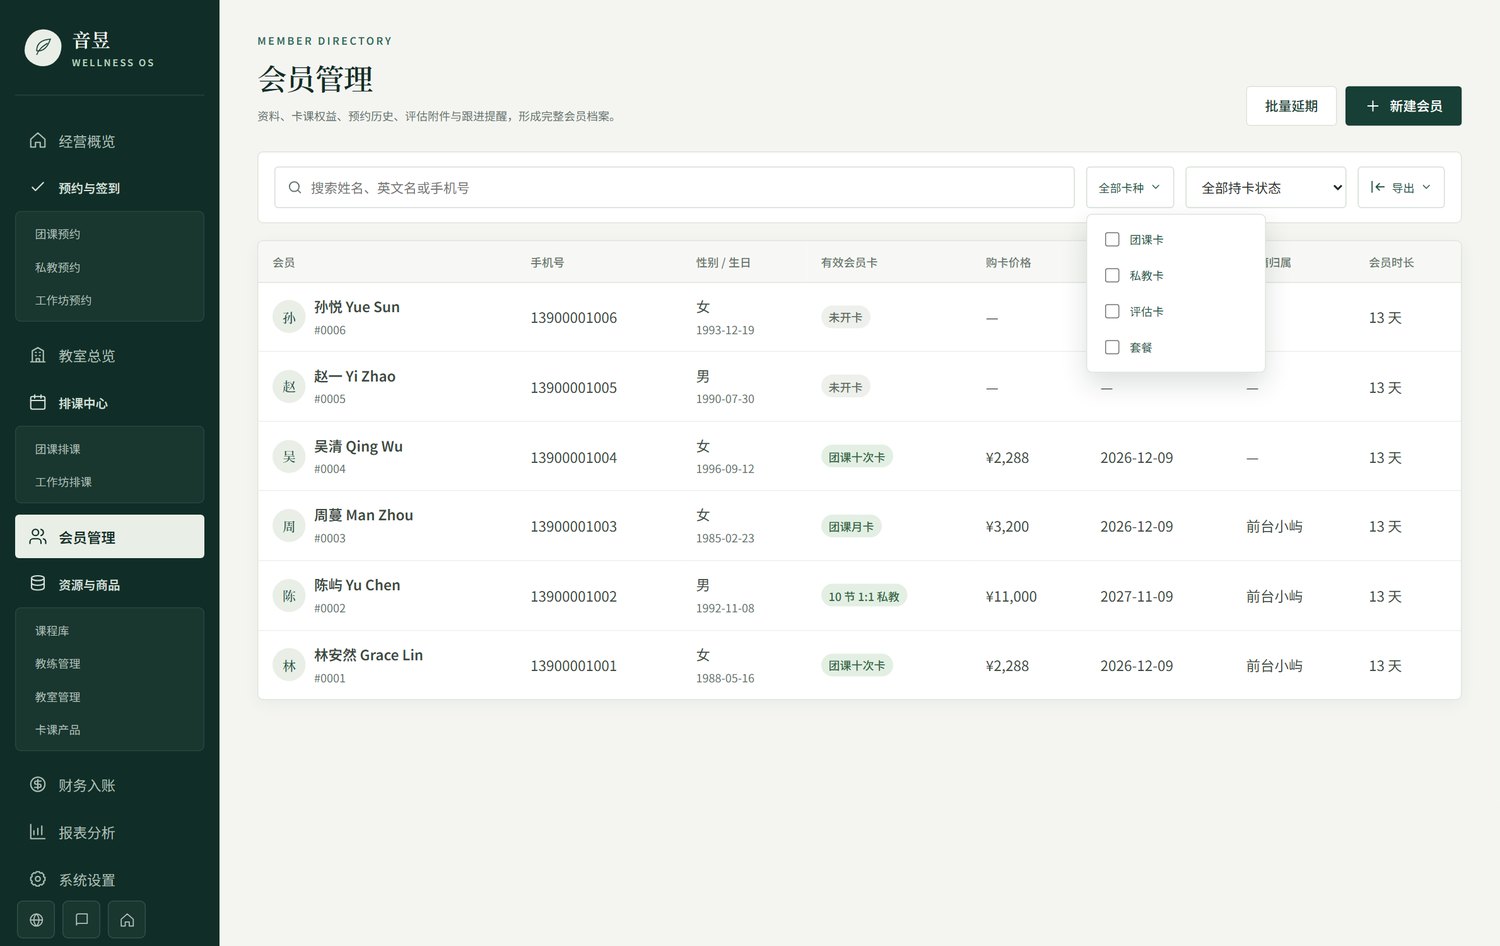 音昱
WELLNESS OS
经营概览
预约与签到
团课预约
私教预约
工作坊预约
教室总览
排课中心
团课排课
工作坊排课
会员管理
资源与商品
课程库
教练管理
教室管理
卡课产品
财务入账
报表分析
系统设置
MEMBER DIRECTORY
会员管理
资料、卡课权益、预约历史、评估附件与跟进提醒，形成完整会员档案。
批量延期
新建会员
搜索姓名、英文名或手机号
全部卡种
全部持卡状态
导出
团课卡
私教卡
评估卡
套餐
会员 手机号 性别 / 生日 有效会员卡 购卡价格 归属 会员时长
孙 孙悦 Yue Sun 13900001006 女 未开卡 — 13 天
#0006 1993-12-19
赵 赵一 Yi Zhao 13900001005 男 未开卡 — — — 13 天
#0005 1990-07-30
吴 吴清 Qing Wu 13900001004 女 团课十次卡 ¥2,288 2026-12-09 — 13 天
#0004 1996-09-12
周 周蔓 Man Zhou 13900001003 女 团课月卡 ¥3,200 2026-12-09 前台小屿 13 天
#0003 1985-02-23
陈 陈屿 Yu Chen 13900001002 男 10 节 1:1 私教 ¥11,000 2027-11-09 前台小屿 13 天
#0002 1992-11-08
林 林安然 Grace Lin 13900001001 女 团课十次卡 ¥2,288 2026-12-09 前台小屿 13 天
#0001 1988-05-16